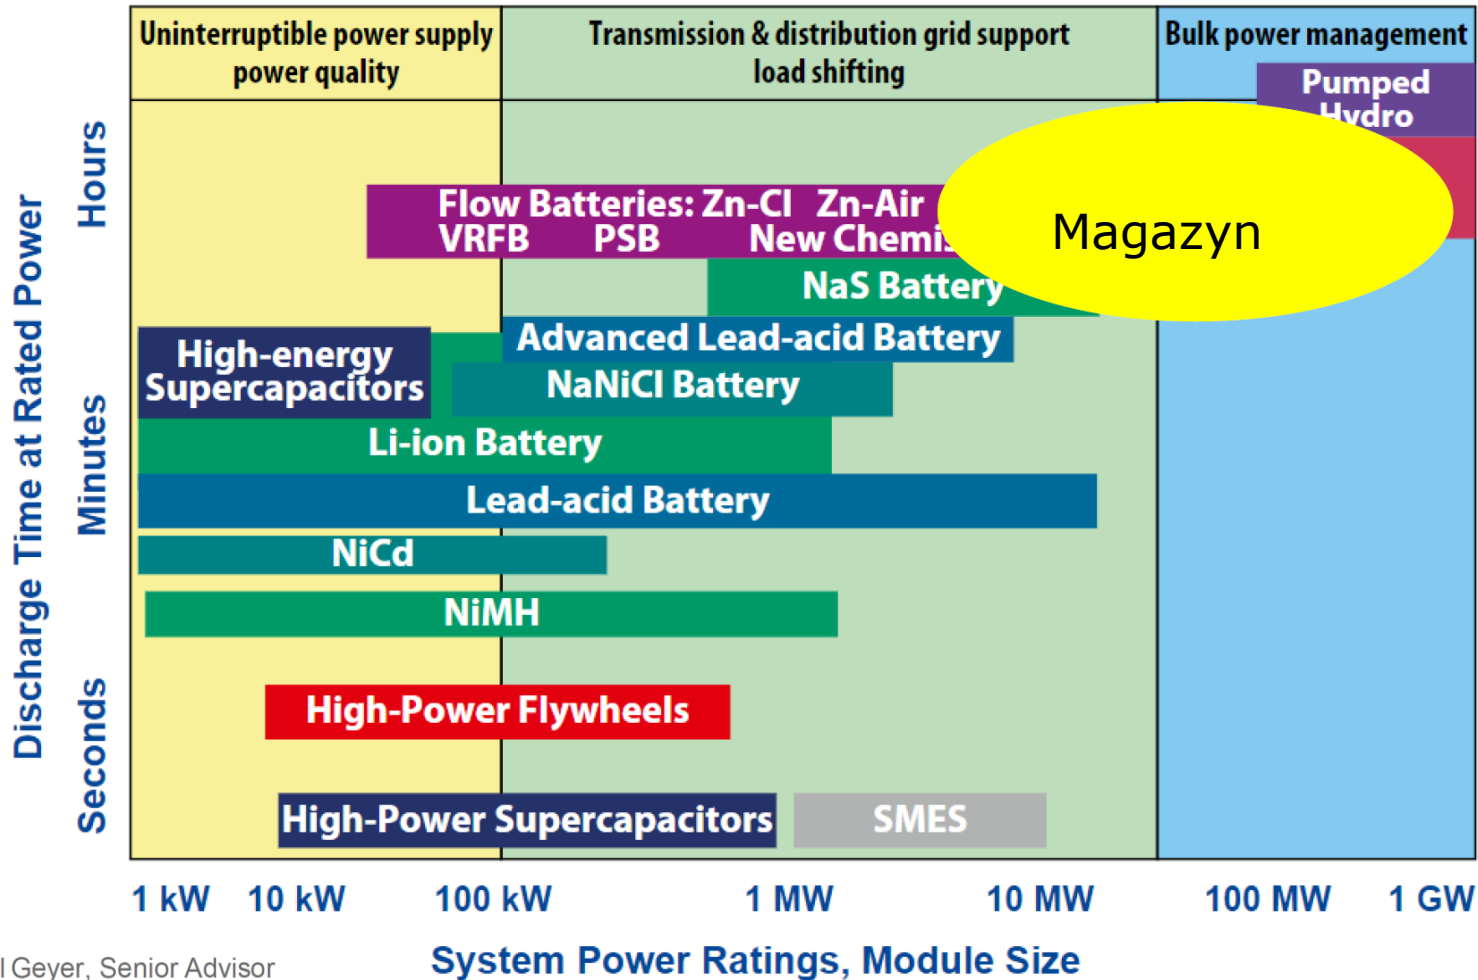 Uninterruptible power supply
power quality
Transmission & distribution grid support
load shifting
Bulk power management
Pumped
Hydro
Discharge Time at Rated Power
Hours
Minutes
Seconds
Flow Batteries: Zn-Cl Zn-Air
VRFB PSB New Chemis
Magazyn
NaS Battery
Advanced Lead-acid Battery
High-energy
Supercapacitors
NaNiCl Battery
Li-ion Battery
Lead-acid Battery
NiCd
NiMH
High-Power Flywheels
High-Power Supercapacitors
SMES
1 kW 10 kW 100 kW 1 MW 10 MW 100 MW 1 GW
System Power Ratings, Module Size
l Geyer, Senior Advisor